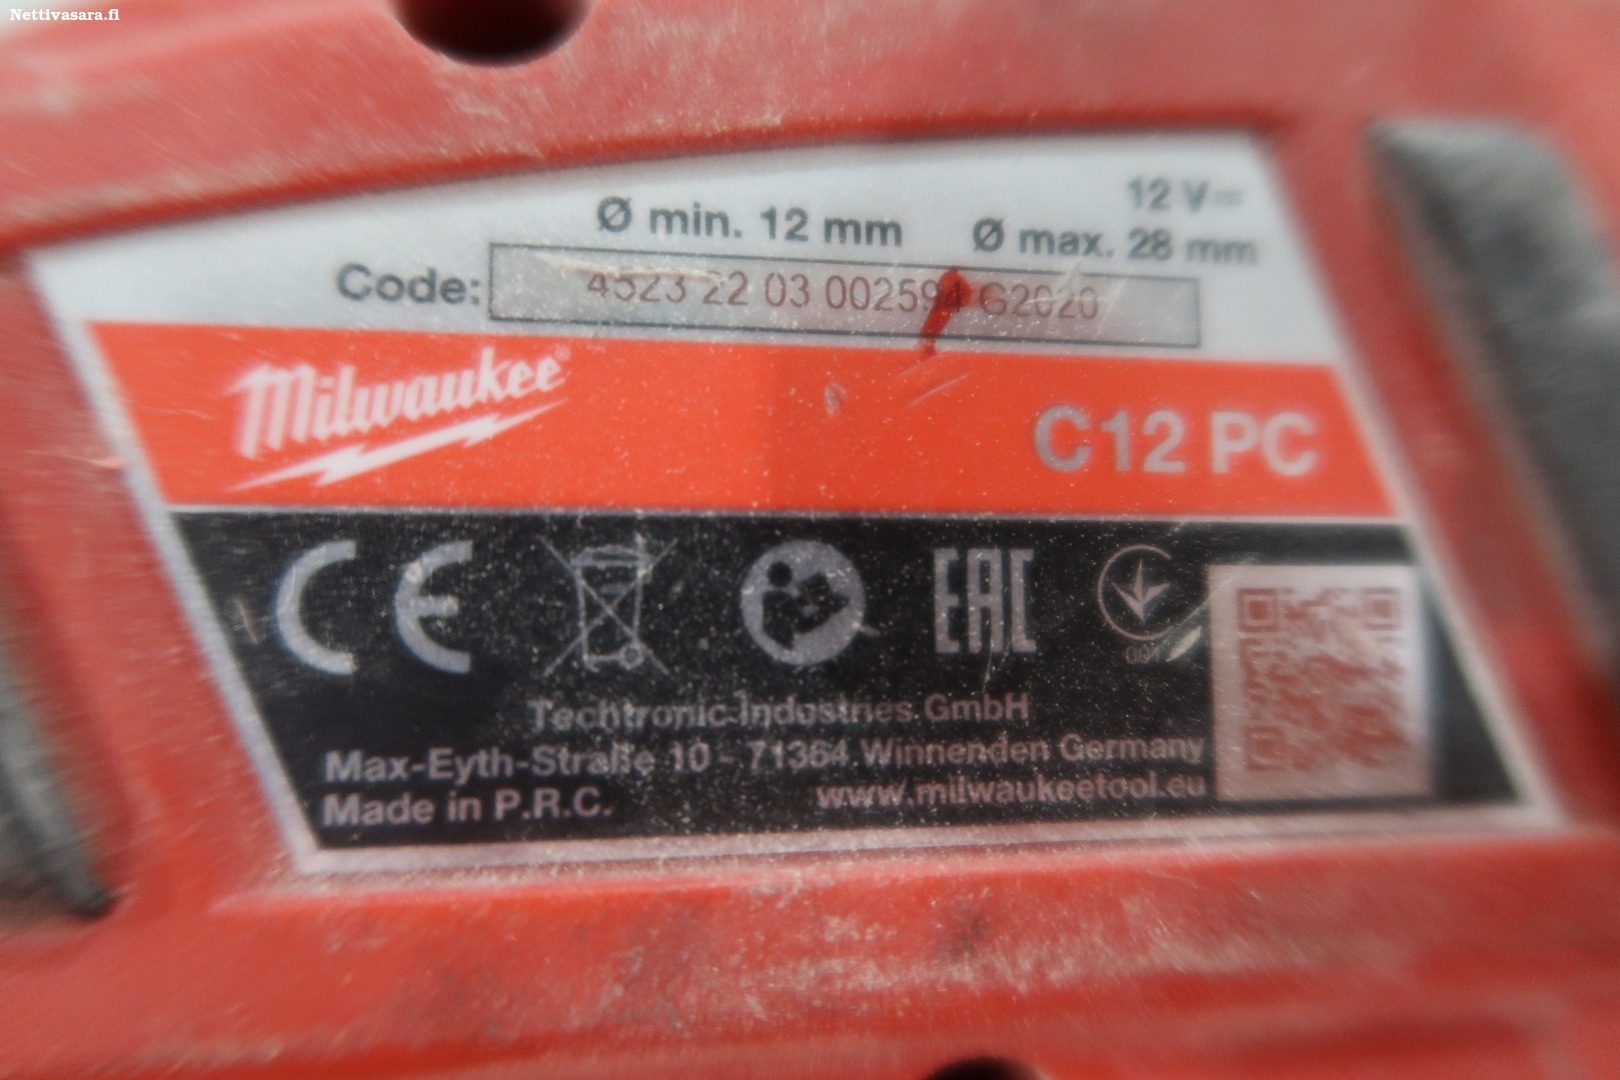 Nettivasara.fi
12 V
Ø min. 12 mm Ø max. 28 mm
Code: 4523 22 03 002594 G2020
Milwaukee®
C12 PC
CE EAC
Techtronic Industries GmbH
Max-Eyth-Straße 10 - 71364 Winnenden Germany
Made in P.R.C. www.milwaukeetool.eu